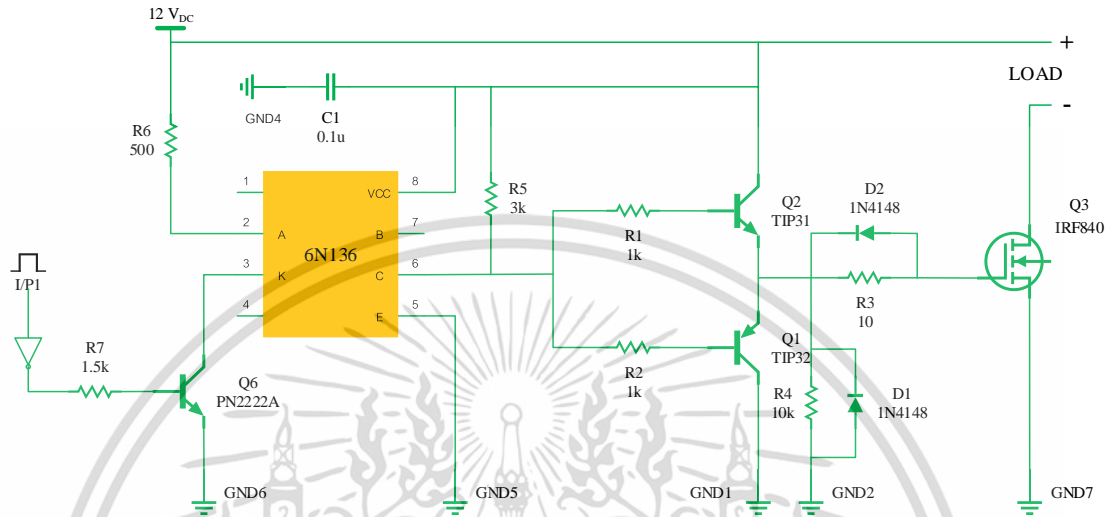 12 VDC
+
LOAD
-
GND4
C1
0.1u
R6
500
1
2
3
4
A
K
6N136
VCC
B
C
E
8
7
6
5
R5
3k
R1
1k
R2
1k
Q2
TIP31
Q1
TIP32
D2
1N4148
R3
10
Q3
IRF840
R4
10k
D1
1N4148
I/P1
R7
1.5k
Q6
PN2222A
GND6
GND5
GND1
GND2
GND7